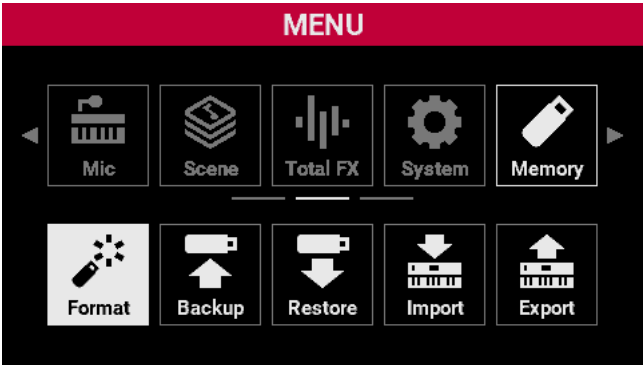 MENU
Mic Scene Total FX System Memory
Format Backup Restore Import Export